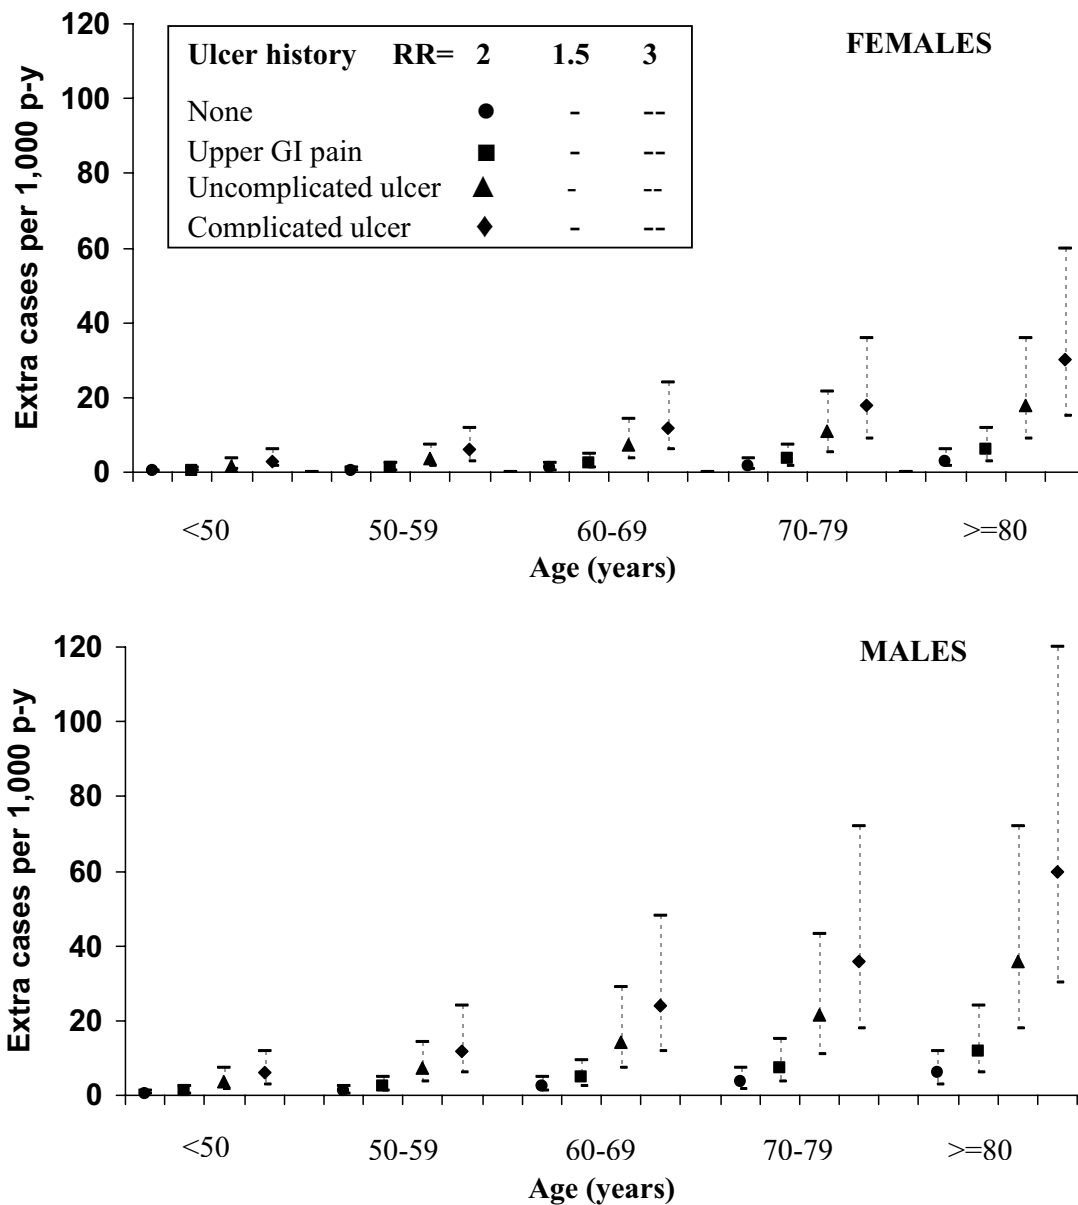 FEMALES
Extra cases per 1,000 p-y
120
100
80
60
40
20
0
Ulcer history RR= 2 1.5 3
None - --
Upper GI pain - --
Uncomplicated ulcer - --
Complicated ulcer - --
<50 50-59 60-69 70-79 >=80
Age (years)
MALES
Extra cases per 1,000 p-y
120
100
80
60
40
20
0
<50 50-59 60-69 70-79 >=80
Age (years)